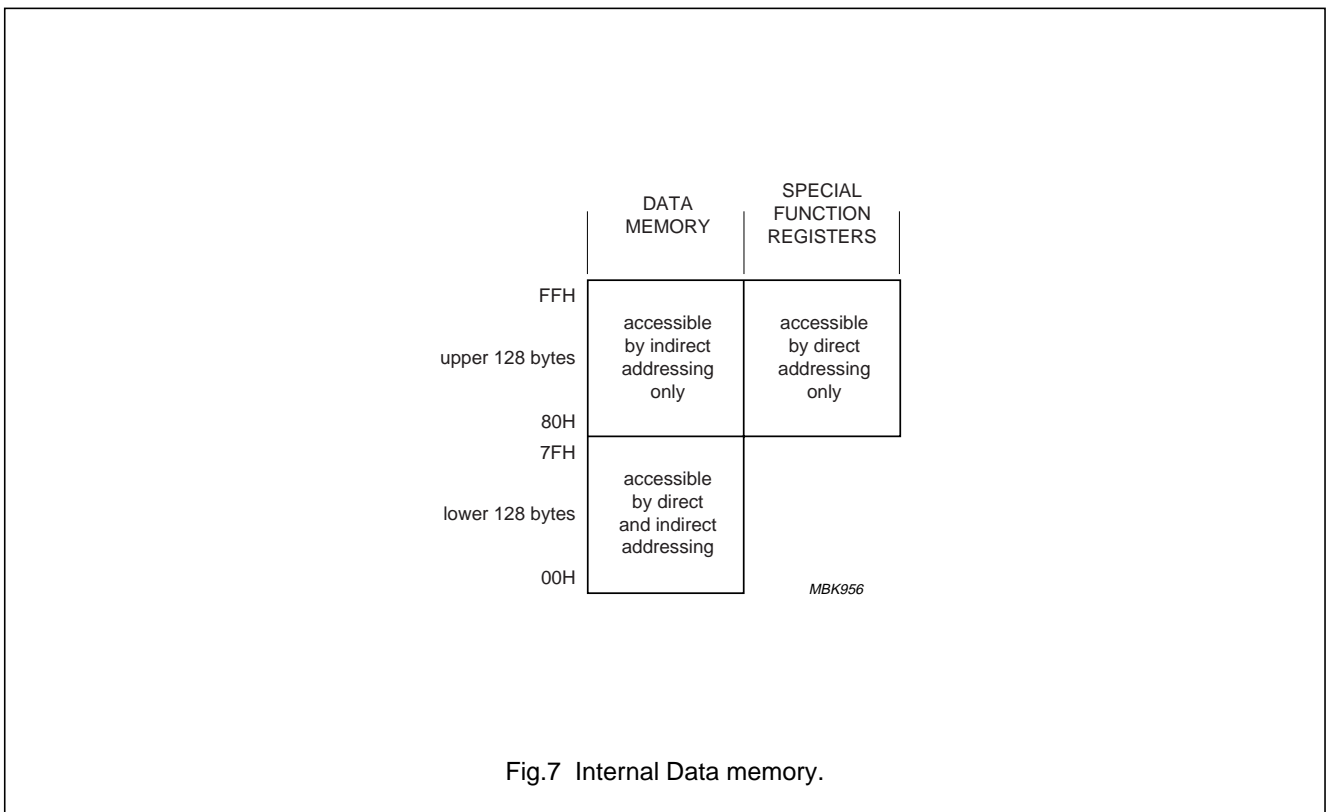 DATA
MEMORY
SPECIAL
FUNCTION
REGISTERS
FFH
upper 128 bytes
80H
accessible
by indirect
addressing
only
accessible
by direct
addressing
only
7FH
lower 128 bytes
00H
accessible
by direct
and indirect
addressing
MBK956
Fig.7 Internal Data memory.